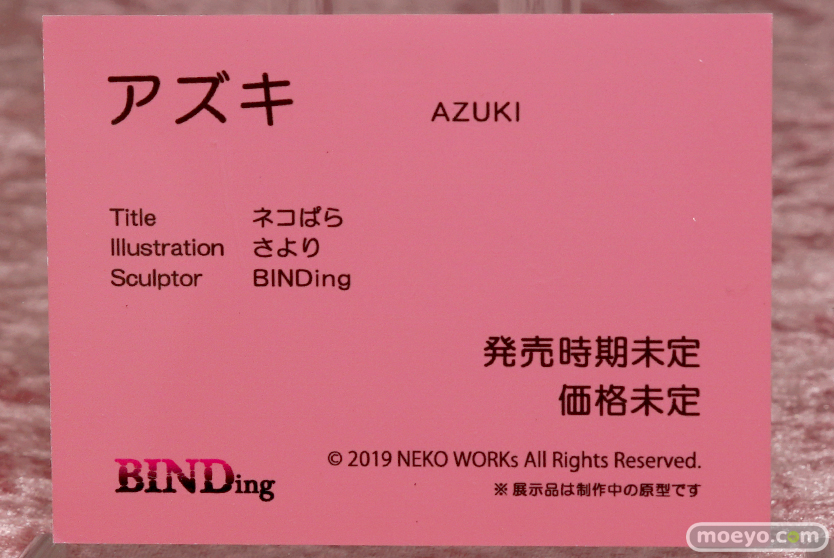 アズキ AZUKI
Title ネコぱら
Illustration さより
Sculptor BINDing
発売時期未定
価格未定
BINDing
© 2019 NEKO WORKs All Rights Reserved.
※ 展示品は制作中の原型です
moeyo.com